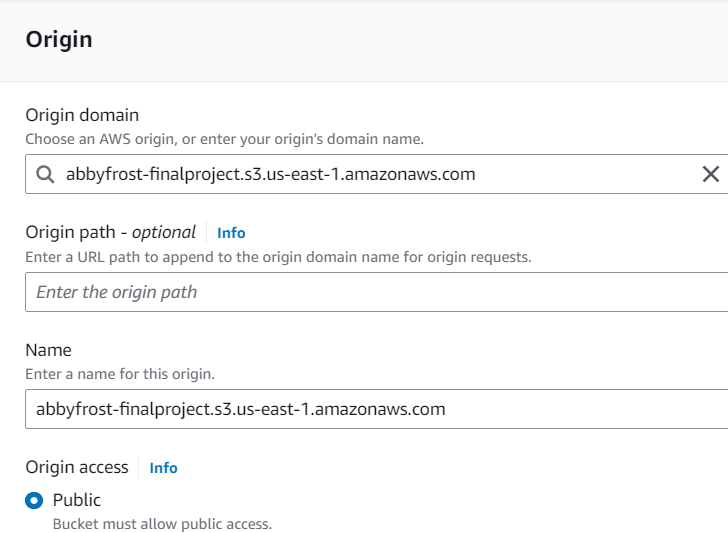 Origin
Origin domain
Choose an AWS origin, or enter your origin's domain name.
abbyfrost-finalproject.s3.us-east-1.amazonaws.com
Origin path - optional Info
Enter a URL path to append to the origin domain name for origin requests.
Enter the origin path
Name
Enter a name for this origin.
abbyfrost-finalproject.s3.us-east-1.amazonaws.com
Origin access Info
Public
Bucket must allow public access.